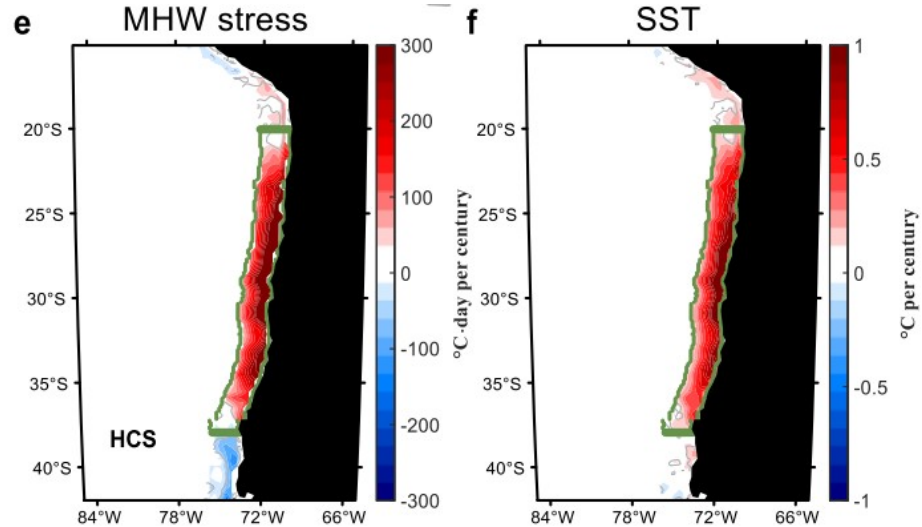 e MHW stress
20°S
25°S
30°S
35°S
40°S
HCS
84°W 78°W 72°W 66°W
300
200
100
0
-100
-200
-300
°C·day per century
f SST
20°S
25°S
30°S
35°S
40°S
84°W 78°W 72°W 66°W
1
0.5
0
-0.5
-1
°C per century